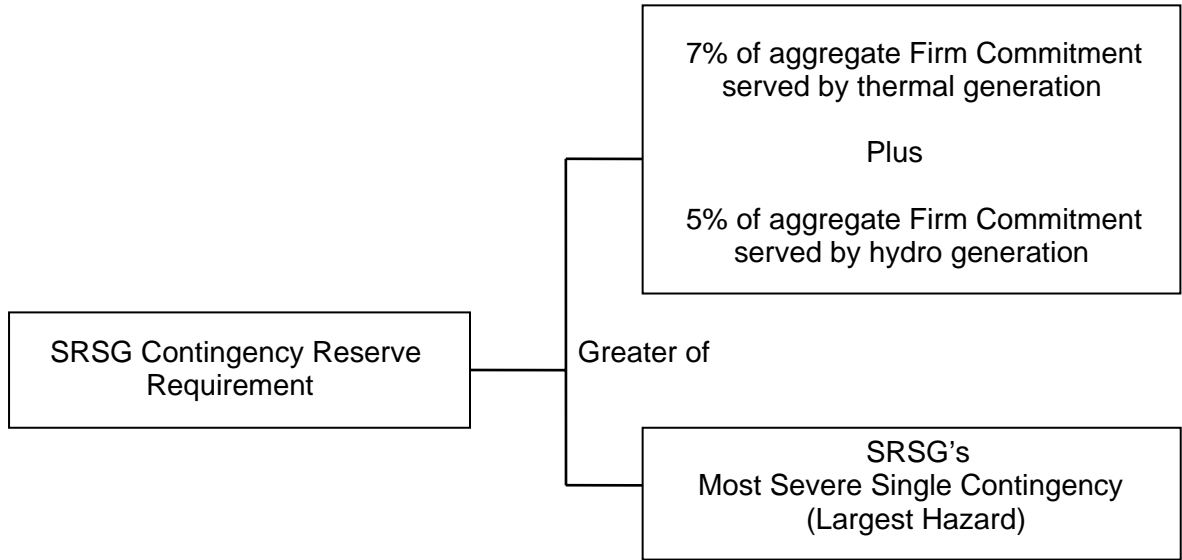 7% of aggregate Firm Commitment
served by thermal generation
Plus
5% of aggregate Firm Commitment
served by hydro generation
SRSG Contingency Reserve
Requirement
Greater of
SRSG’s
Most Severe Single Contingency
(Largest Hazard)